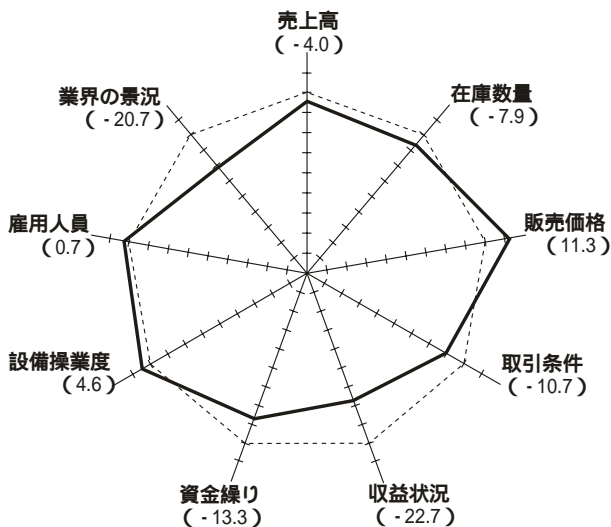 売上高
( - 4.0)
在庫数量
( - 7.9)
販売価格
( 11.3)
取引条件
( - 10.7)
収益状況
( - 22.7)
資金繰り
( - 13.3)
設備操業度
( 4.6)
雇用人員
( 0.7)
業界の景況
( - 20.7)